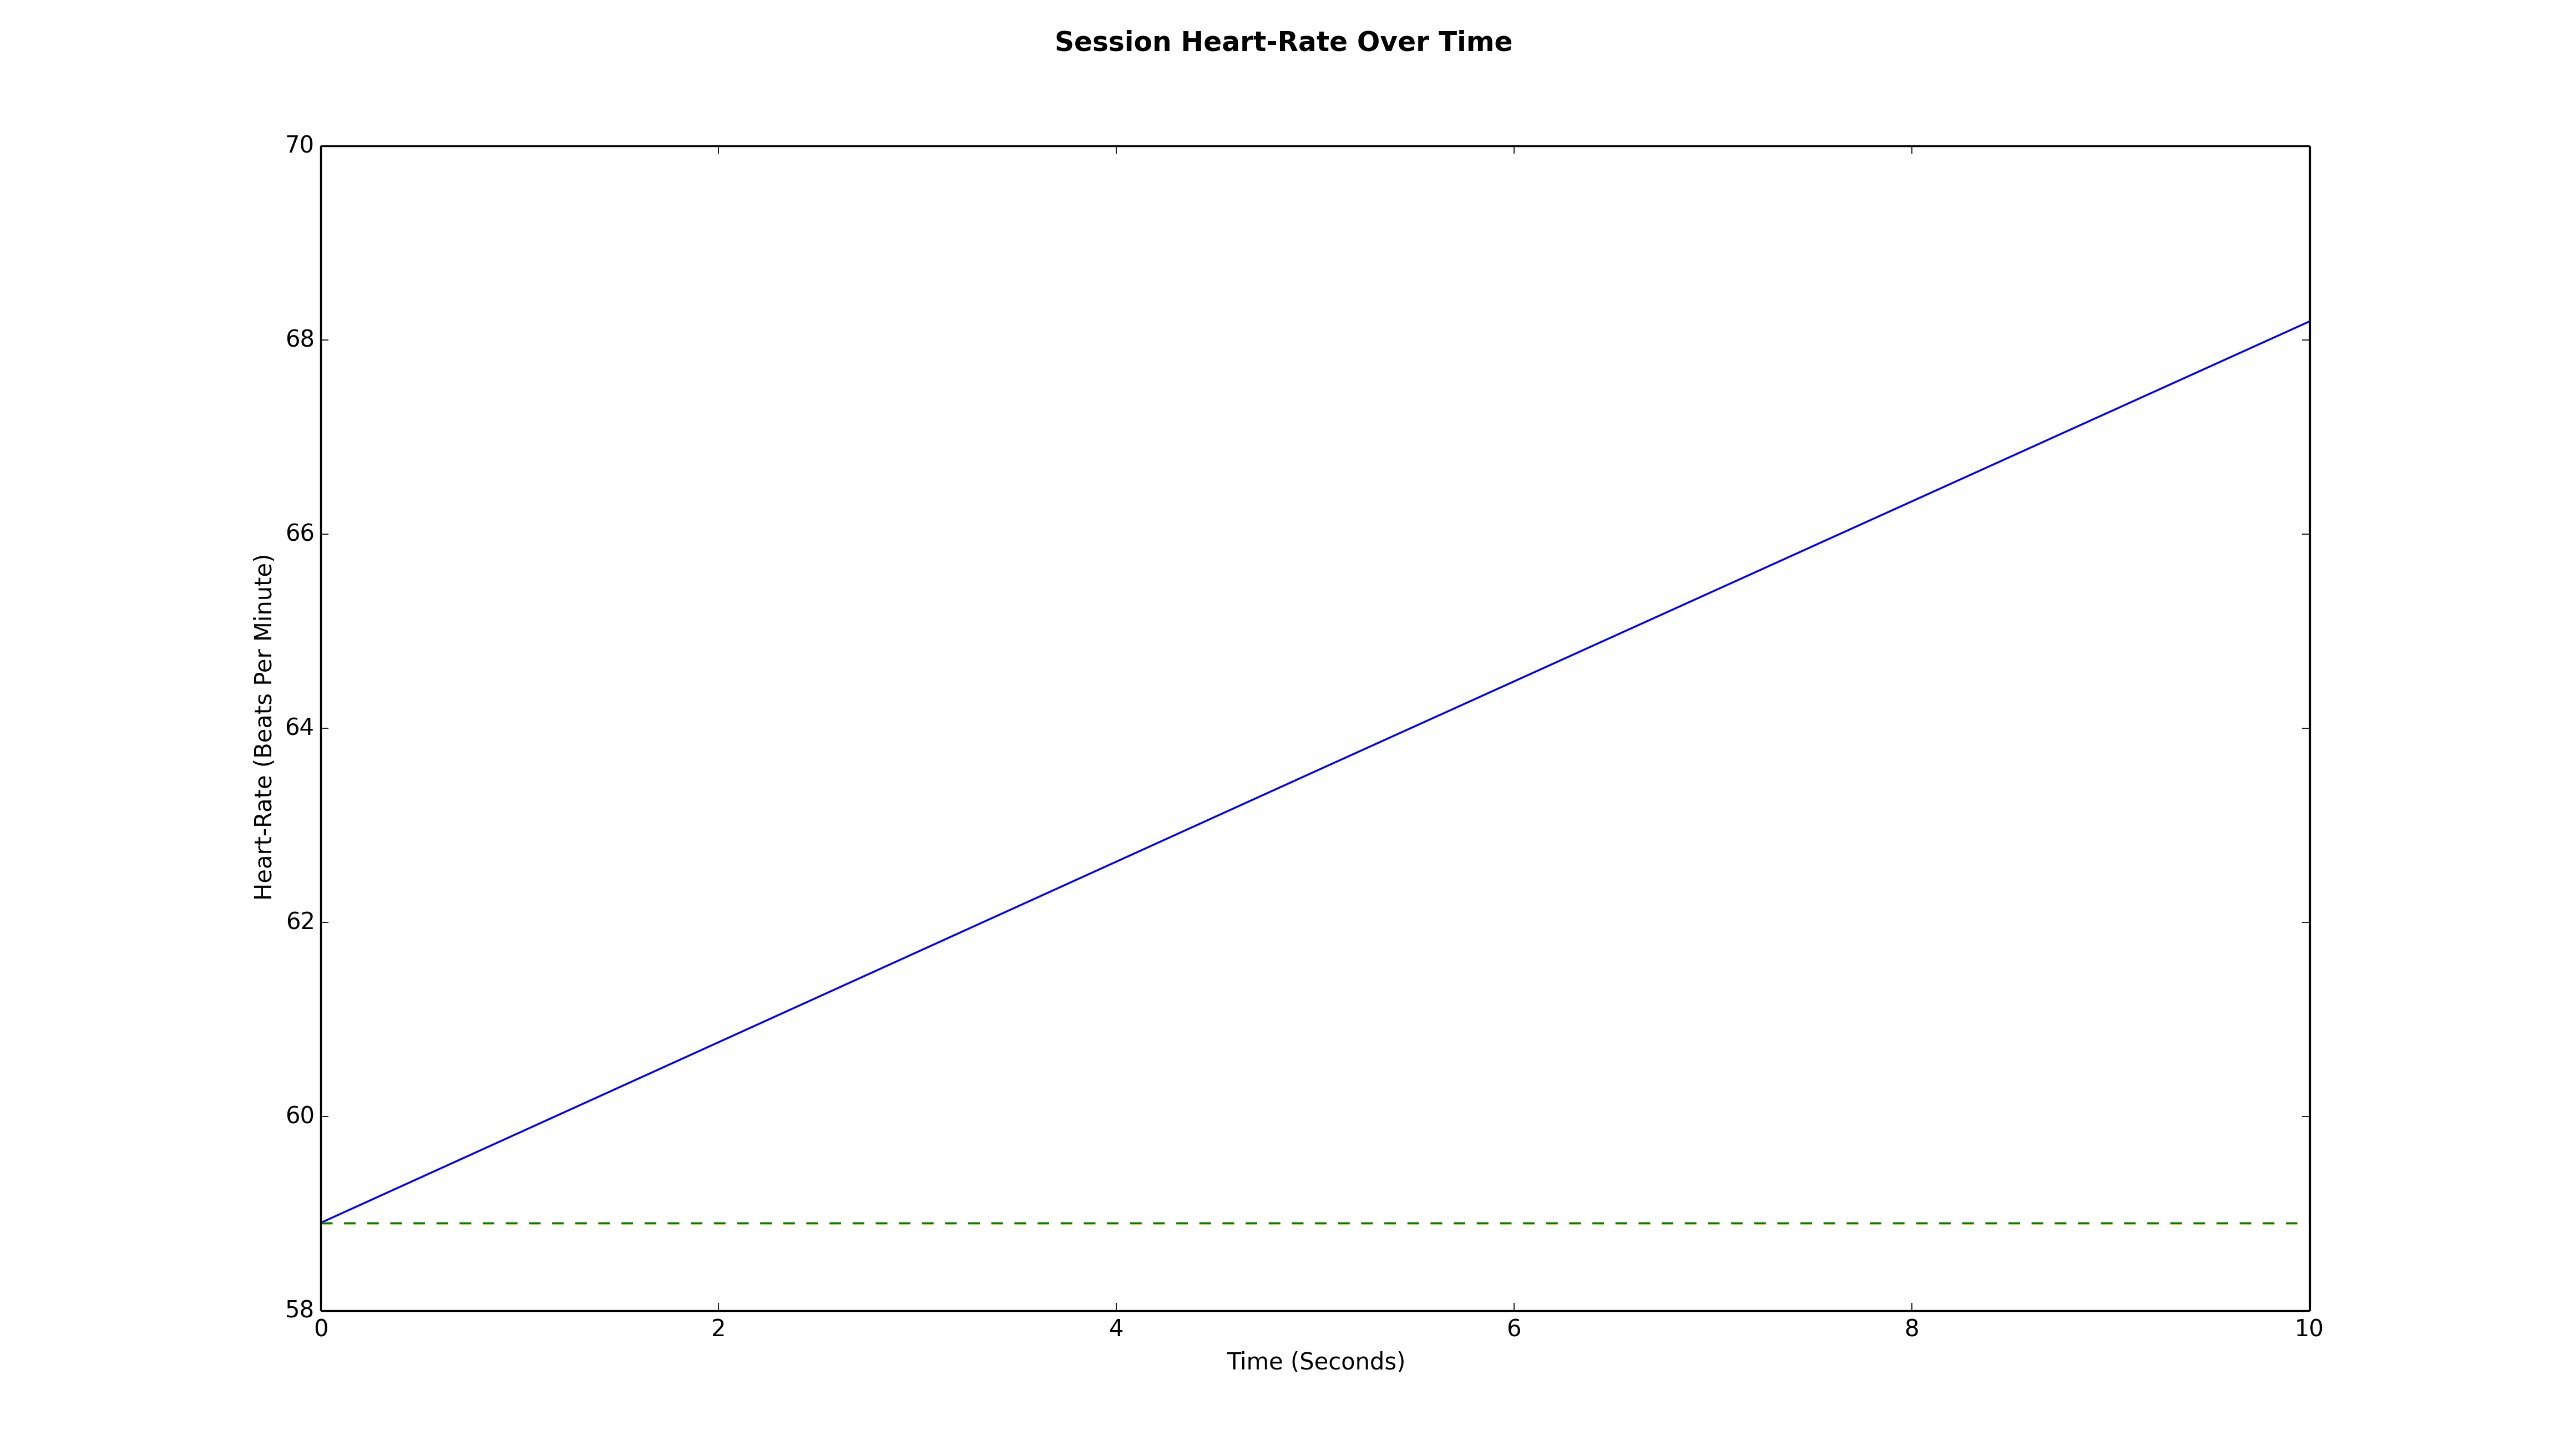 Session Heart-Rate Over Time
70
68
66
64
62
60
58
Heart-Rate (Beats Per Minute)
0 2 4 6 8 10
Time (Seconds)